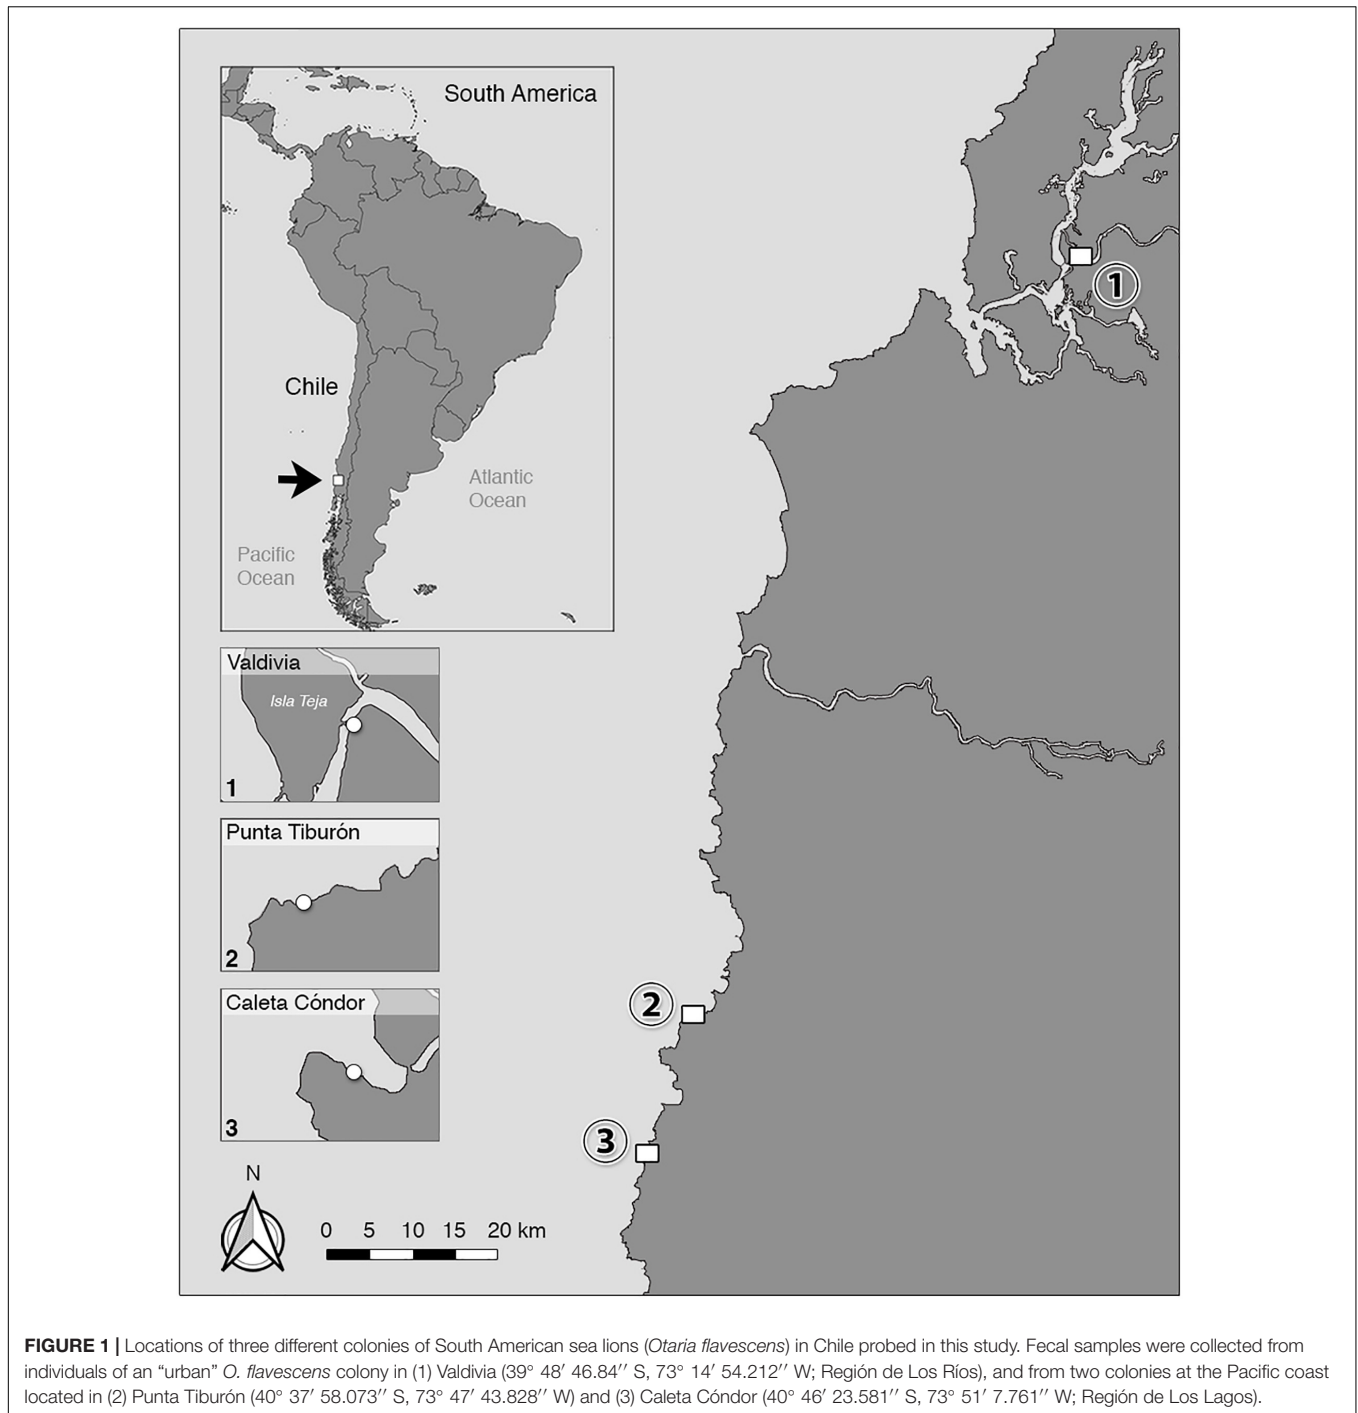 South America
Chile
Atlantic
Ocean
Pacific
Ocean
Valdivia
Isla Teja
1
Punta Tiburón
2
Caleta Cóndor
3
N
0 5 10 15 20 km
1
2
3
FIGURE 1 | Locations of three different colonies of South American sea lions (Otaria flavescens) in Chile probed in this study. Fecal samples were collected from
individuals of an “urban” O. flavescens colony in (1) Valdivia (39° 48′ 46.84′′ S, 73° 14′ 54.212′′ W; Región de Los Ríos), and from two colonies at the Pacific coast
located in (2) Punta Tiburón (40° 37′ 58.073′′ S, 73° 47′ 43.828′′ W) and (3) Caleta Cóndor (40° 46′ 23.581′′ S, 73° 51′ 7.761′′ W; Región de Los Lagos).